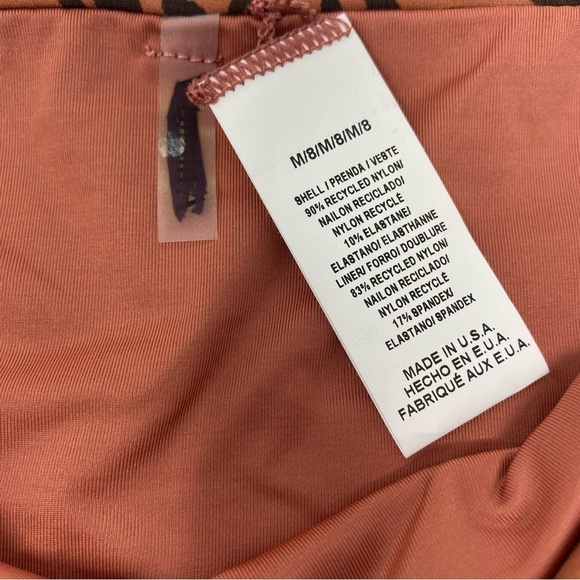 M/8/M/8/M/8
SHELL / PRENDA / VESTE
90% RECYCLED NYLON/
NAILON RECICLADO/
NYLON RECYCLÉ
10% ELASTANE/
ELASTANO/ ELASTHANNE
LINER/ FORRO/ DOUBLURE
83% RECYCLED NYLON/
NAILON RECICLADO/
NYLON RECYCLÉ
17% SPANDEX/
ELASTANO/ SPANDEX
MADE IN U.S.A.
HECHO EN E.U.A.
FABRIQUÉ AUX E.U.A.